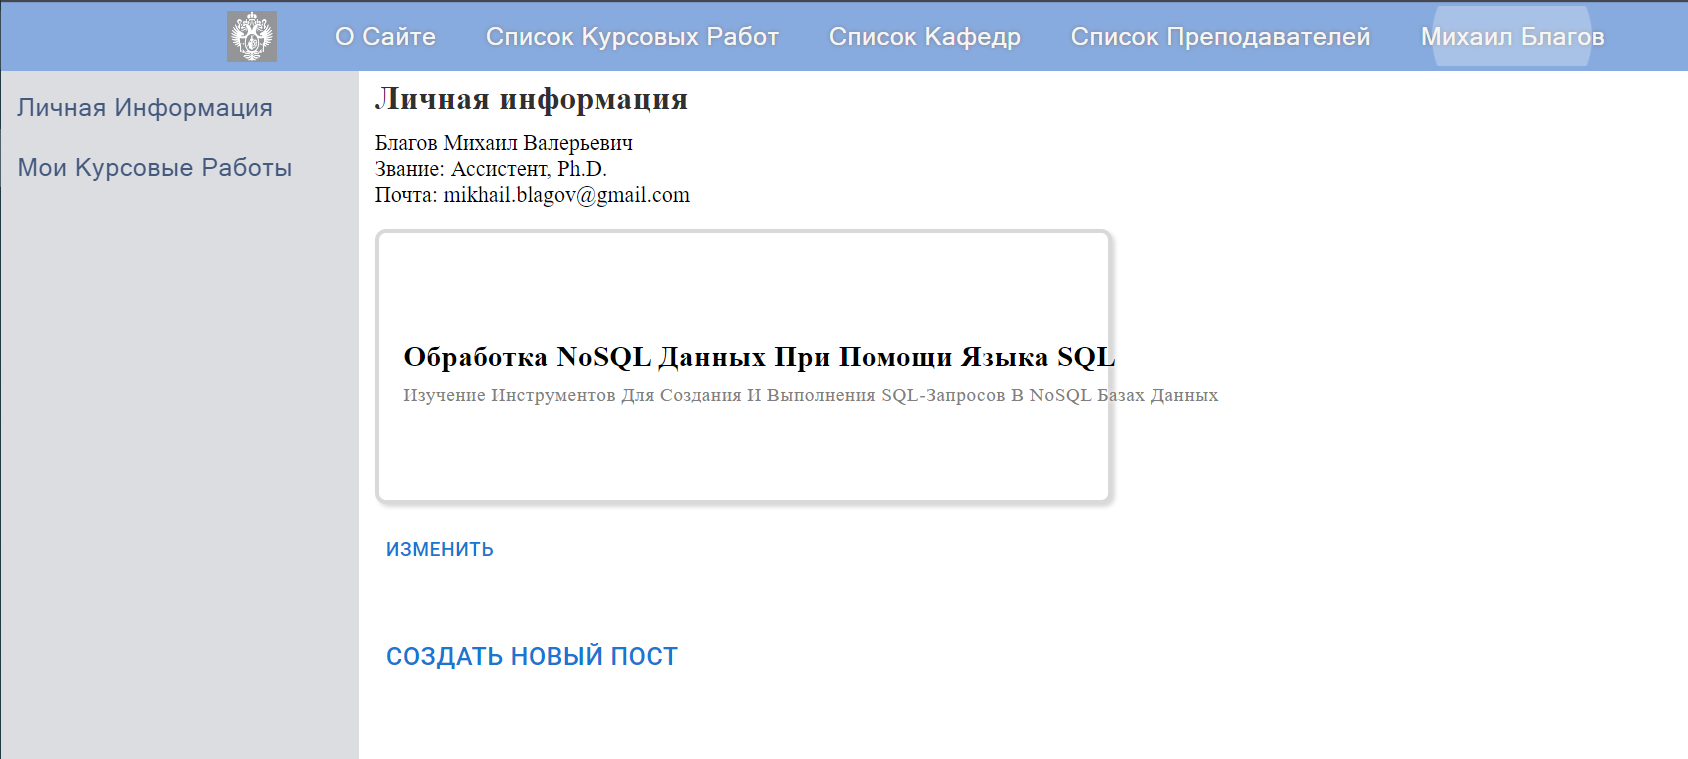 О Сайте Список Курсовых Работ Список Кафедр Список Преподавателей Михаил Благов
Личная Информация
Мои Курсовые Работы
Личная информация
Благов Михаил Валерьевич
Звание: Ассистент, Ph.D.
Почта: mikhail.blagov@gmail.com
Обработка NoSQL Данных При Помощи Языка SQL
Изучение Инструментов Для Создания И Выполнения SQL-Запросов В NoSQL Базах Данных
ИЗМЕНИТЬ
СОЗДАТЬ НОВЫЙ ПОСТ